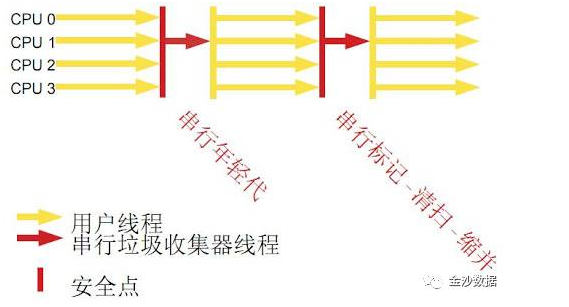 CPU 0
CPU 1
CPU 2
CPU 3
串行年轻代
串行标记-清扫-缩并
用户线程
串行垃圾收集器线程
安全点
金沙数据